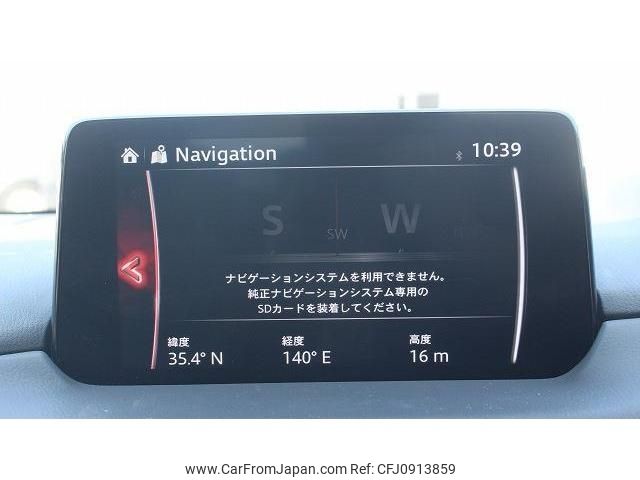 Navigation
10:39
S
W
SW
ナビゲーションシステムを利用できません。
純正ナビゲーションシステム専用の
SDカードを装着してください。
緯度 経度 高度
35.4° N 140° E 16 m
www.CarFromJapan.com - CFJ0913859